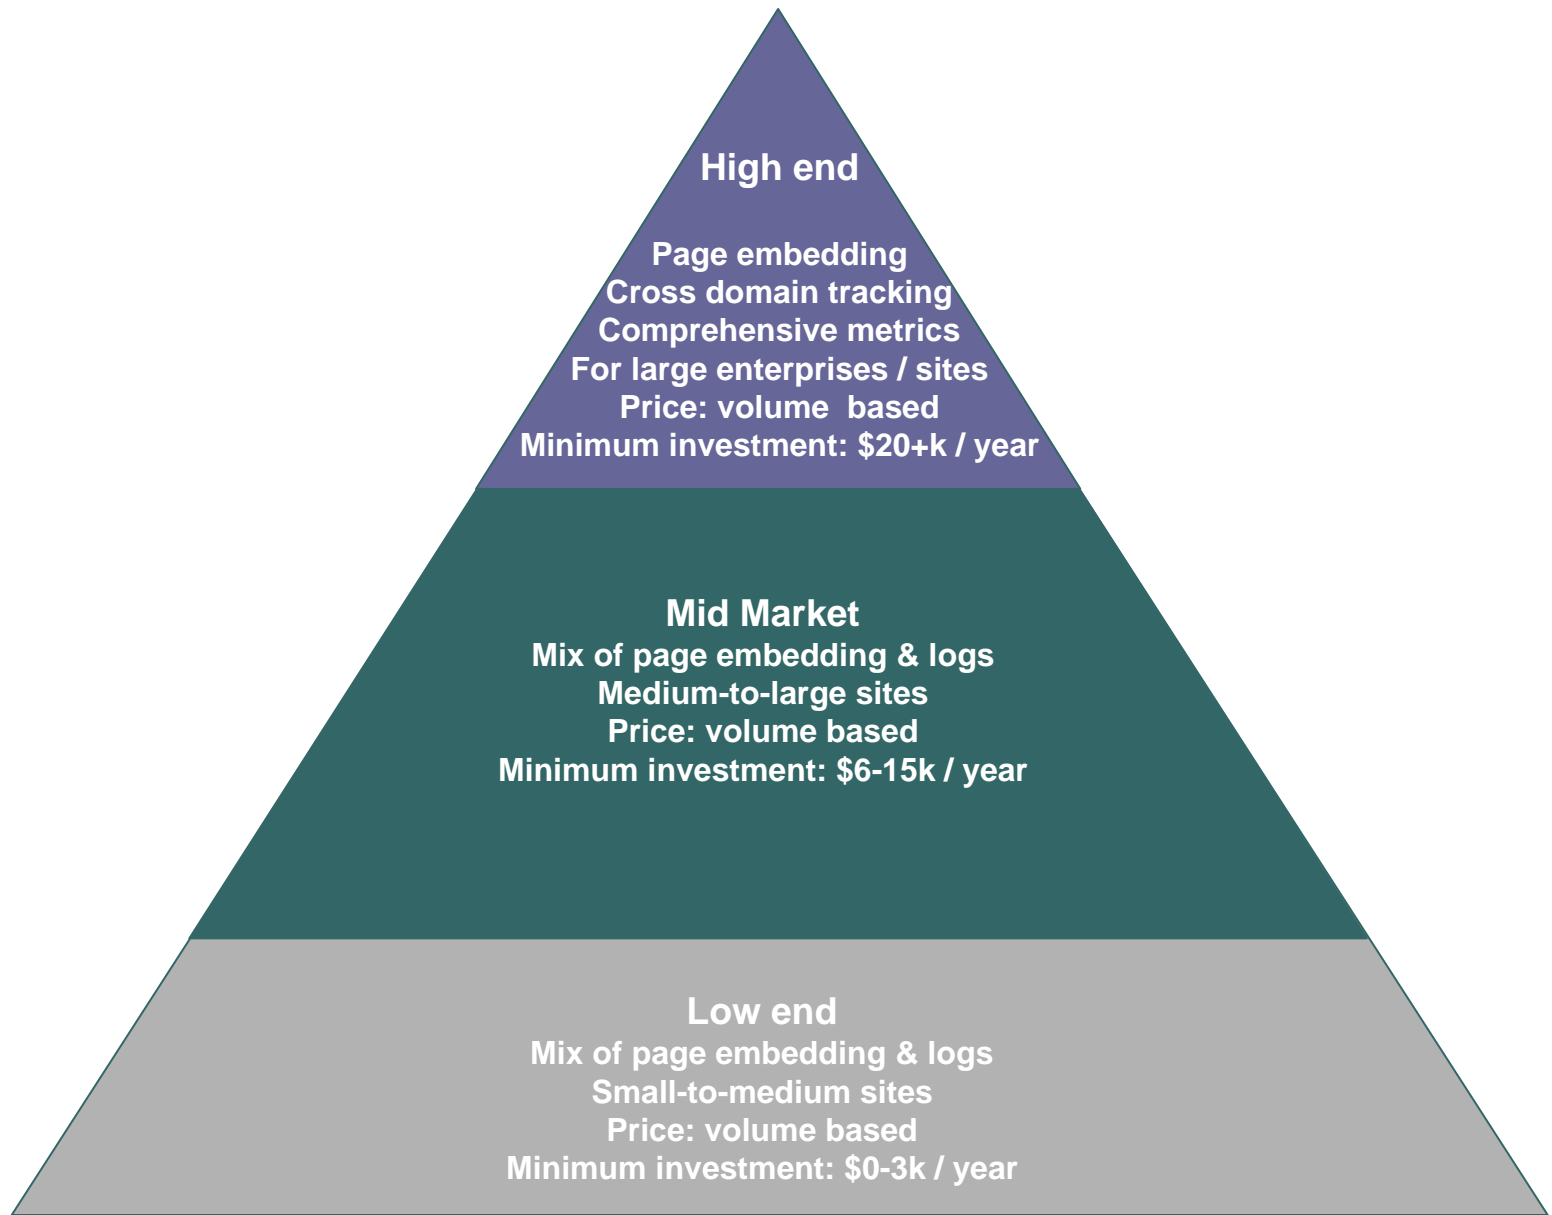 High end
Page embedding
Cross domain tracking
Comprehensive metrics
For large enterprises / sites
Price: volume  based
Minimum investment: $20+k / year
Mid Market
Mix of page embedding & logs
Medium-to-large sites
Price: volume based
Minimum investment: $6-15k / year
Low end
Mix of page embedding & logs
Small-to-medium sites
Price: volume based
Minimum investment: $0-3k / year